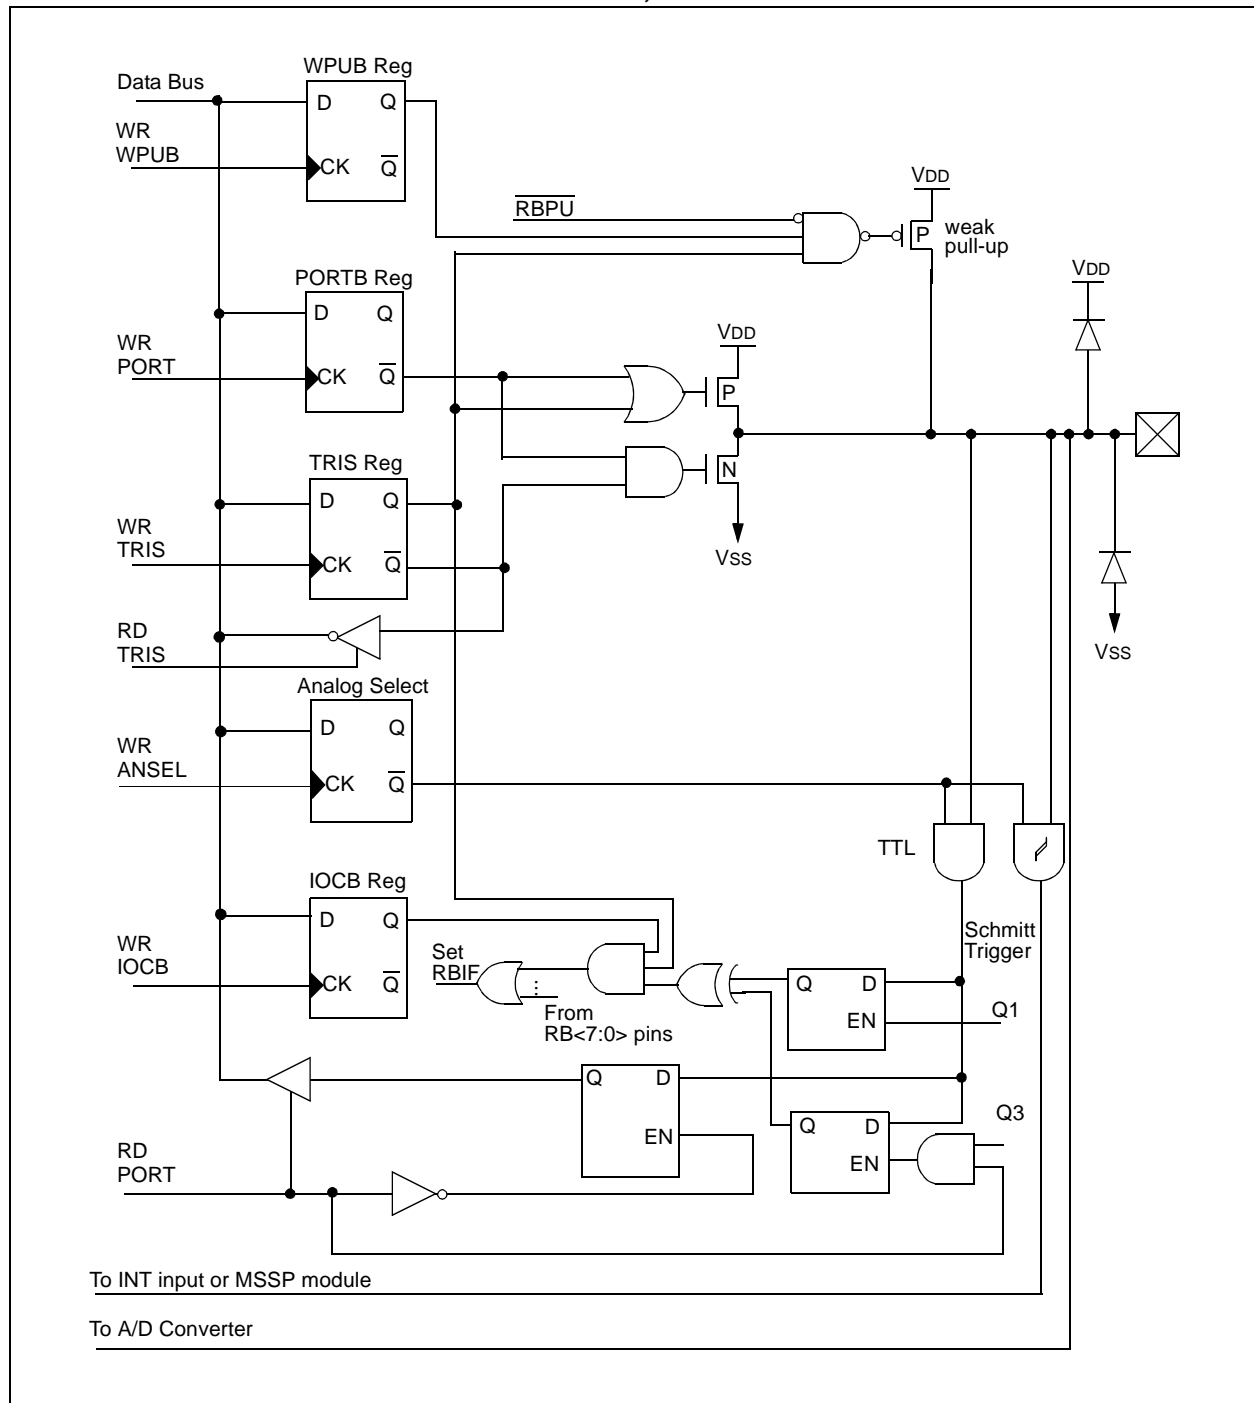 WPUB Reg
Data Bus
D Q
WR
WPUB
CK Q̅
VDD
R̅B̅P̅U̅
P weak
pull-up
PORTB Reg
VDD
D Q
VDD
WR
PORT
CK Q̅
P
TRIS Reg
N
D Q
WR
TRIS
CK Q̅
VSS
RD
TRIS
VSS
Analog Select
D Q
WR
ANSEL
CK Q̅
TTL
IOCB Reg
D Q
Schmitt
Trigger
WR
IOCB
Set
RBIF
CK Q̅
Q D
From
RB<7:0> pins
EN
Q1
Q D
Q3
Q D
EN
EN
RD
PORT
To INT input or MSSP module
To A/D Converter